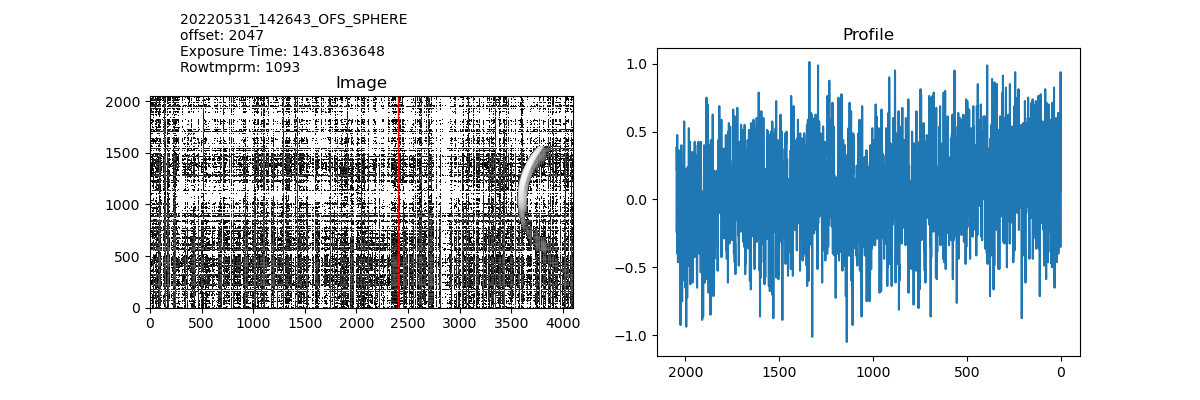 20220531_142643_OFS_SPHERE
offset: 2047
Exposure Time: 143.8363648
Rowtmprm: 1093
Image
2000
1500
1000
500
0
0 500 1000 1500 2000 2500 3000 3500 4000
Profile
1.0
0.5
0.0
−0.5
−1.0
2000 1500 1000 500 0